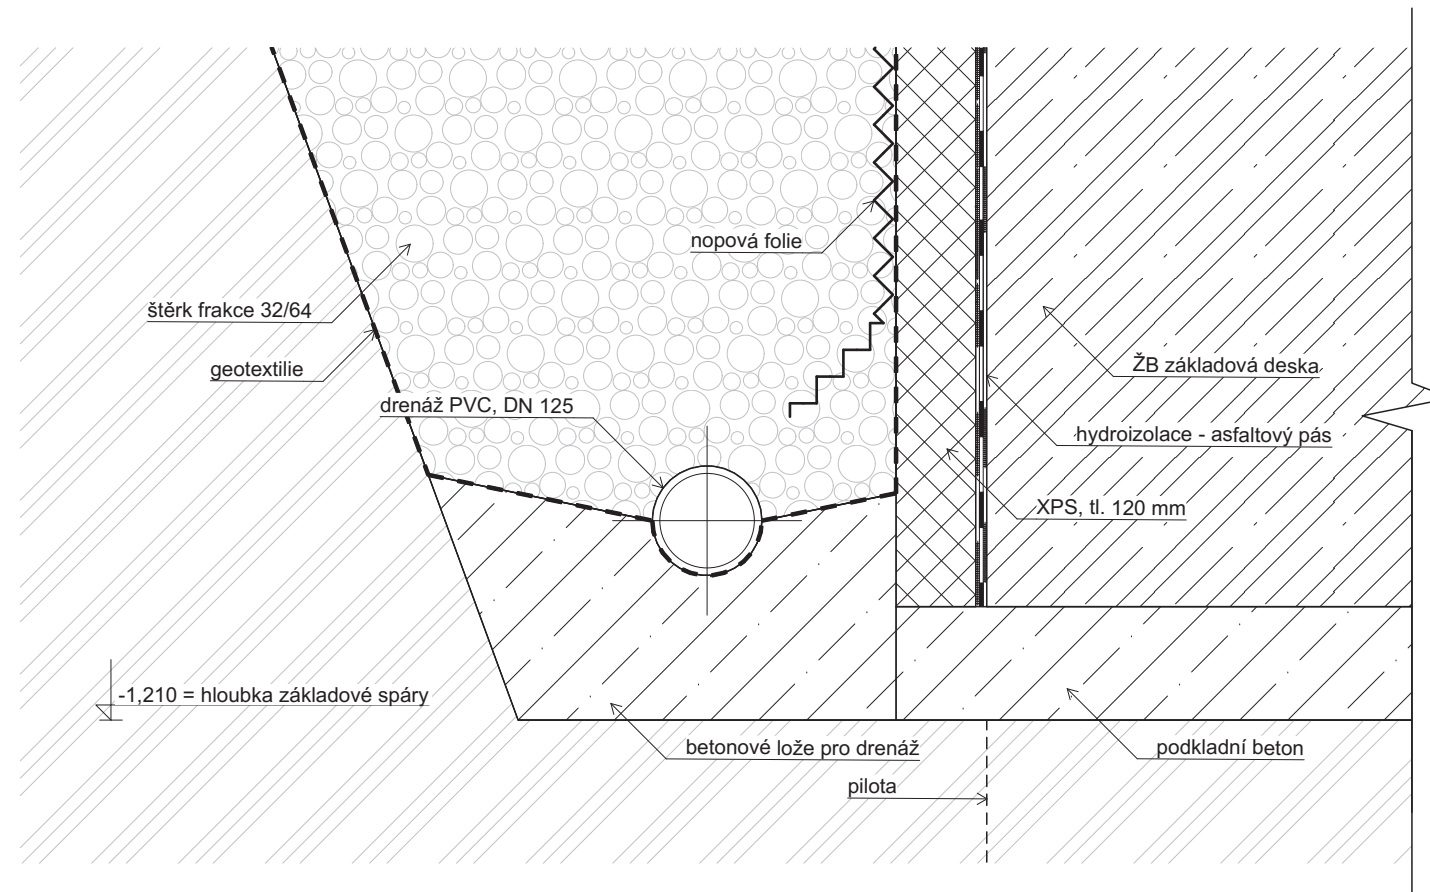 nopová folie
štěrk frakce 32/64
geotextilie
ŽB základová deska
drenáž PVC, DN 125
hydroizolace - asfaltový pás
XPS, tl. 120 mm
-1,210 = hloubka základové spáry
betonové lože pro drenáž
podkladní beton
pilota